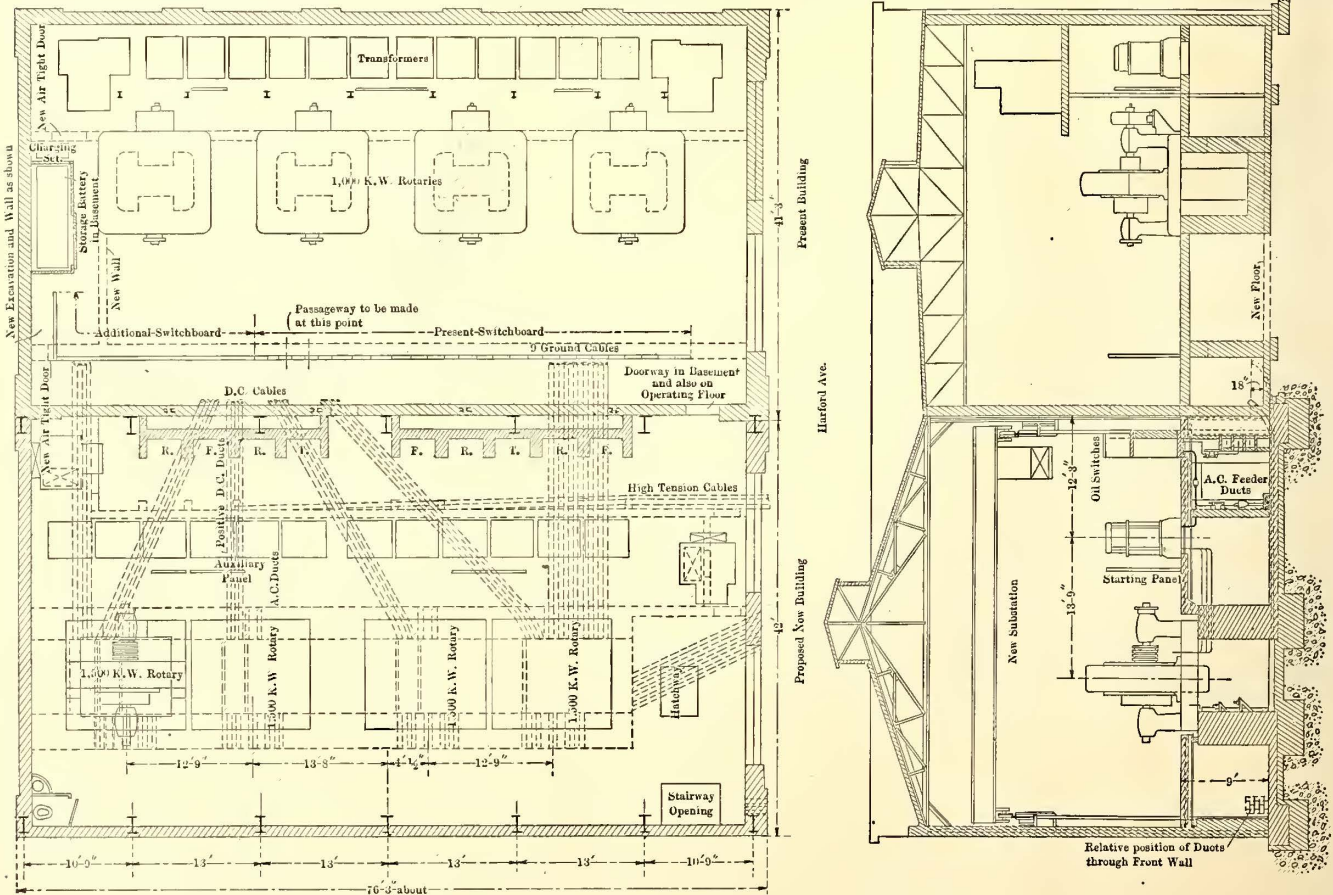 New Air Tight Door
Transformers
New Excavation and Wall as shown
Charging
Set.
Storage Battery
in Basement
1,000 K.W. Rotaries
New Wall
41'-3"
Present Building
Passageway to be made
at this point
Additional-Switchboard
Present-Switchboard
9 Ground Cables
D.C. Cables
Doorway in Basement
and also on
Operating Floor
New Air Tight Door
R. F. R. F. F. R. F. R. F.
Positive D.C. Ducts
High Tension Cables
Auxiliary
Panel
A.C. Ducts
1,500 K.W. Rotary
1,500 K.W Rotary
1,500 K.W. Rotary
1,500 K.W. Rotary
Hatchway
42'
Proposed New Building
Harford Ave.
12'-9"
13'-8"
4'-1½"
12'-9"
Stairway
Opening
10'-9"
13'
13'
13'
13'
10'-9"
76'-3" about
New Floor
18"
12'-3"
Oil Switches
A.C. Feeder
Ducts
Starting Panel
13'-9"
New Substation
9'
Relative position of Ducts
through Front Wall